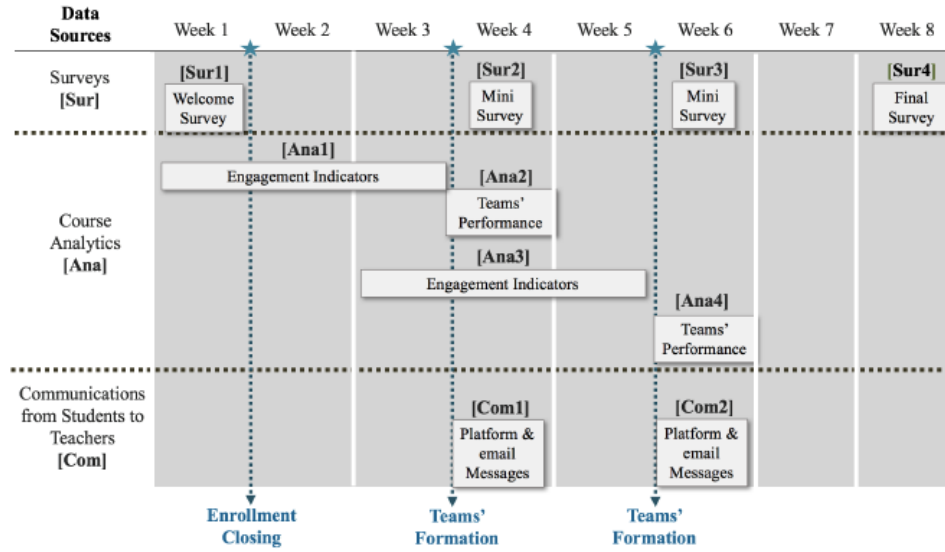 Data
Sources
Week 1
Week 2
Week 3
Week 4
Week 5
Week 6
Week 7
Week 8
Surveys
[Sur]
[Sur1]
Welcome
Survey
[Sur2]
Mini
Survey
[Sur3]
Mini
Survey
[Sur4]
Final
Survey
Course
Analytics
[Ana]
[Ana1]
Engagement Indicators
[Ana2]
Teams'
Performance
[Ana3]
Engagement Indicators
[Ana4]
Teams'
Performance
Communications
from Students to
Teachers
[Com]
[Com1]
Platform &
email
Messages
[Com2]
Platform &
email
Messages
Enrollment
Closing
Teams'
Formation
Teams'
Formation